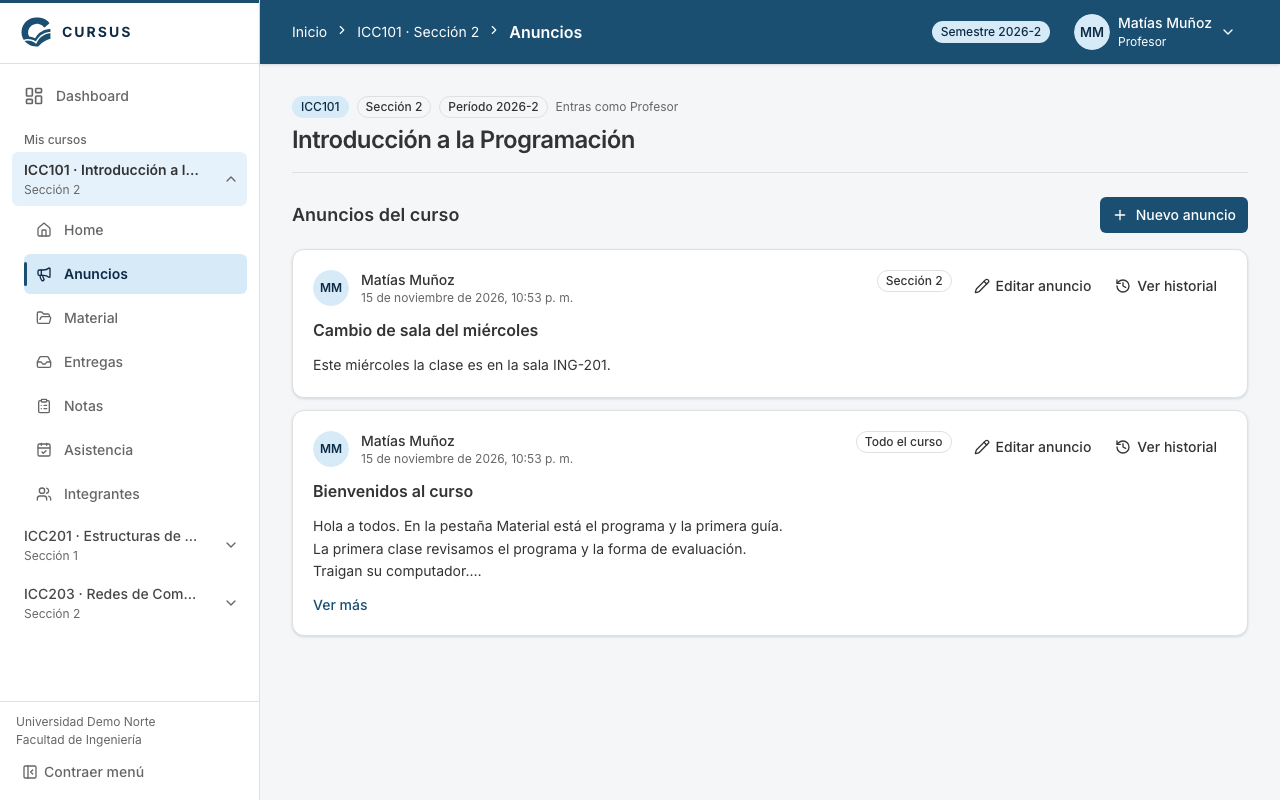 CURSUS
Inicio
ICC101 · Sección 2
Anuncios
Semestre 2026-2
MM
Matías Muñoz
Profesor
Dashboard
Mis cursos
ICC101 · Introducción a l...
Sección 2
Home
Anuncios
Material
Entregas
Notas
Asistencia
Integrantes
ICC201 · Estructuras de ...
Sección 1
ICC203 · Redes de Com...
Sección 2
Universidad Demo Norte
Facultad de Ingeniería
Contraer menú
ICC101
Sección 2
Período 2026-2
Entras como Profesor
Introducción a la Programación
Anuncios del curso
Nuevo anuncio
MM
Matías Muñoz
15 de noviembre de 2026, 10:53 p. m.
Sección 2
Editar anuncio
Ver historial
Cambio de sala del miércoles
Este miércoles la clase es en la sala ING-201.
MM
Matías Muñoz
15 de noviembre de 2026, 10:53 p. m.
Todo el curso
Editar anuncio
Ver historial
Bienvenidos al curso
Hola a todos. En la pestaña Material está el programa y la primera guía.
La primera clase revisamos el programa y la forma de evaluación.
Traigan su computador....
Ver más